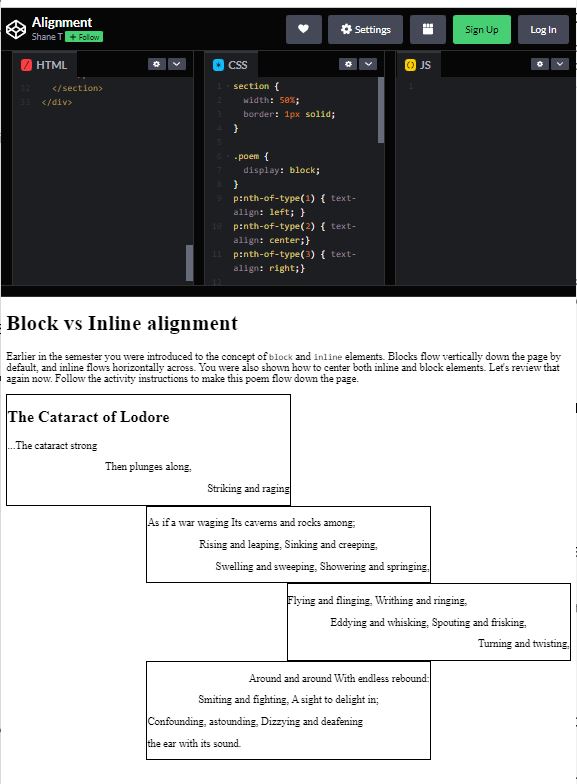 Alignment
Shane T + Follow
Settings
Sign Up
Log In
HTML
12 </section>
13 </div>
CSS
1 section {
2 width: 50%;
3 border: 1px solid;
4 }
5
6 .poem {
7 display: block;
8 }
9 p:nth-of-type(1) { text-
align: left; }
10 p:nth-of-type(2) { text-
align: center;}
11 p:nth-of-type(3) { text-
align: right;}
12
JS
1
Block vs Inline alignment
Earlier in the semester you were introduced to the concept of block and inline elements. Blocks flow vertically down the page by
default, and inline flows horizontally across. You were also shown how to center both inline and block elements. Let's review that
again now. Follow the activity instructions to make this poem flow down the page.
The Cataract of Lodore
...The cataract strong
Then plunges along,
Striking and raging
As if a war waging Its caverns and rocks among;
Rising and leaping, Sinking and creeping,
Swelling and sweeping, Showering and springing,
Flying and flinging, Writhing and ringing,
Eddying and whisking, Spouting and frisking,
Turning and twisting,
Around and around With endless rebound:
Smiting and fighting, A sight to delight in;
Confounding, astounding, Dizzying and deafening
the ear with its sound.